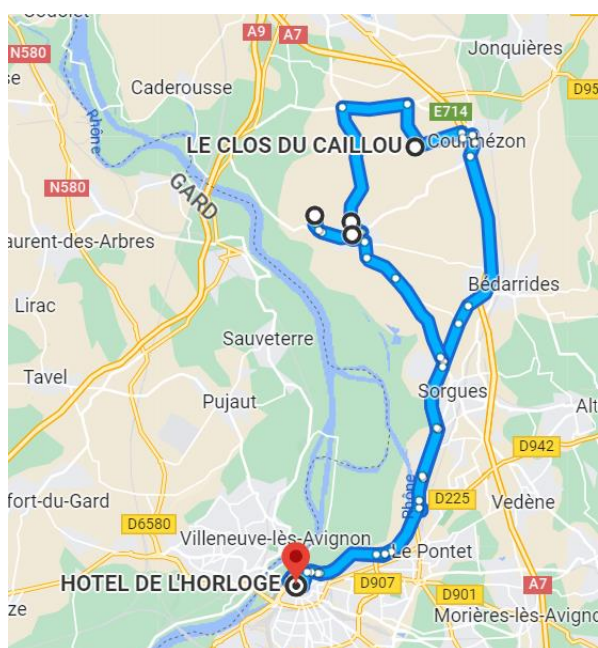 A9
A7
N580
Jonquières
Caderousse
D95
E714
Rhône
LE CLOS DU CAILLOU
Courthézon
N580
GARD
aurent-des-Arbres
Bédarrides
Lirac
Sauveterre
Tavel
Sorgues
Pujaut
Alt
D942
fort-du-Gard
Rhône
D225
Vedène
D6580
Villeneuve-lès-Avignon
Le Pontet
HOTEL DE L'HORLOGE
D907
A7
D901
ze
Morières-lès-Avigno